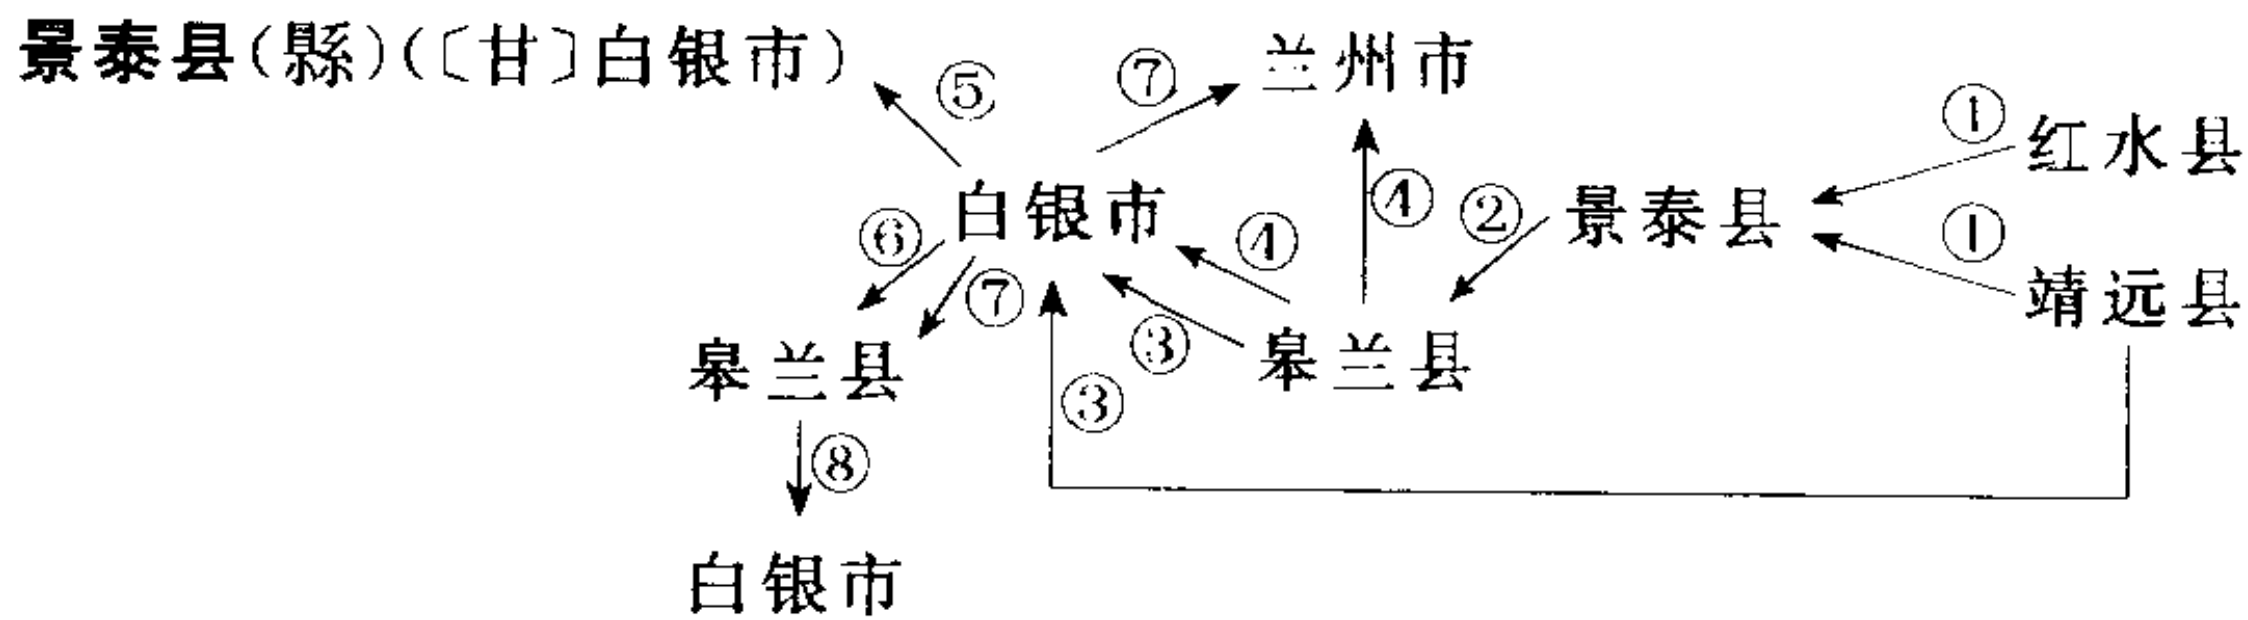 景泰县(縣)(〔甘〕白银市)
⑤
⑦
兰州市
①
红水县
白银市
④
④
②
景泰县
①
⑥
⑦
靖远县
皋兰县
③
③
皋兰县
⑧
白银市